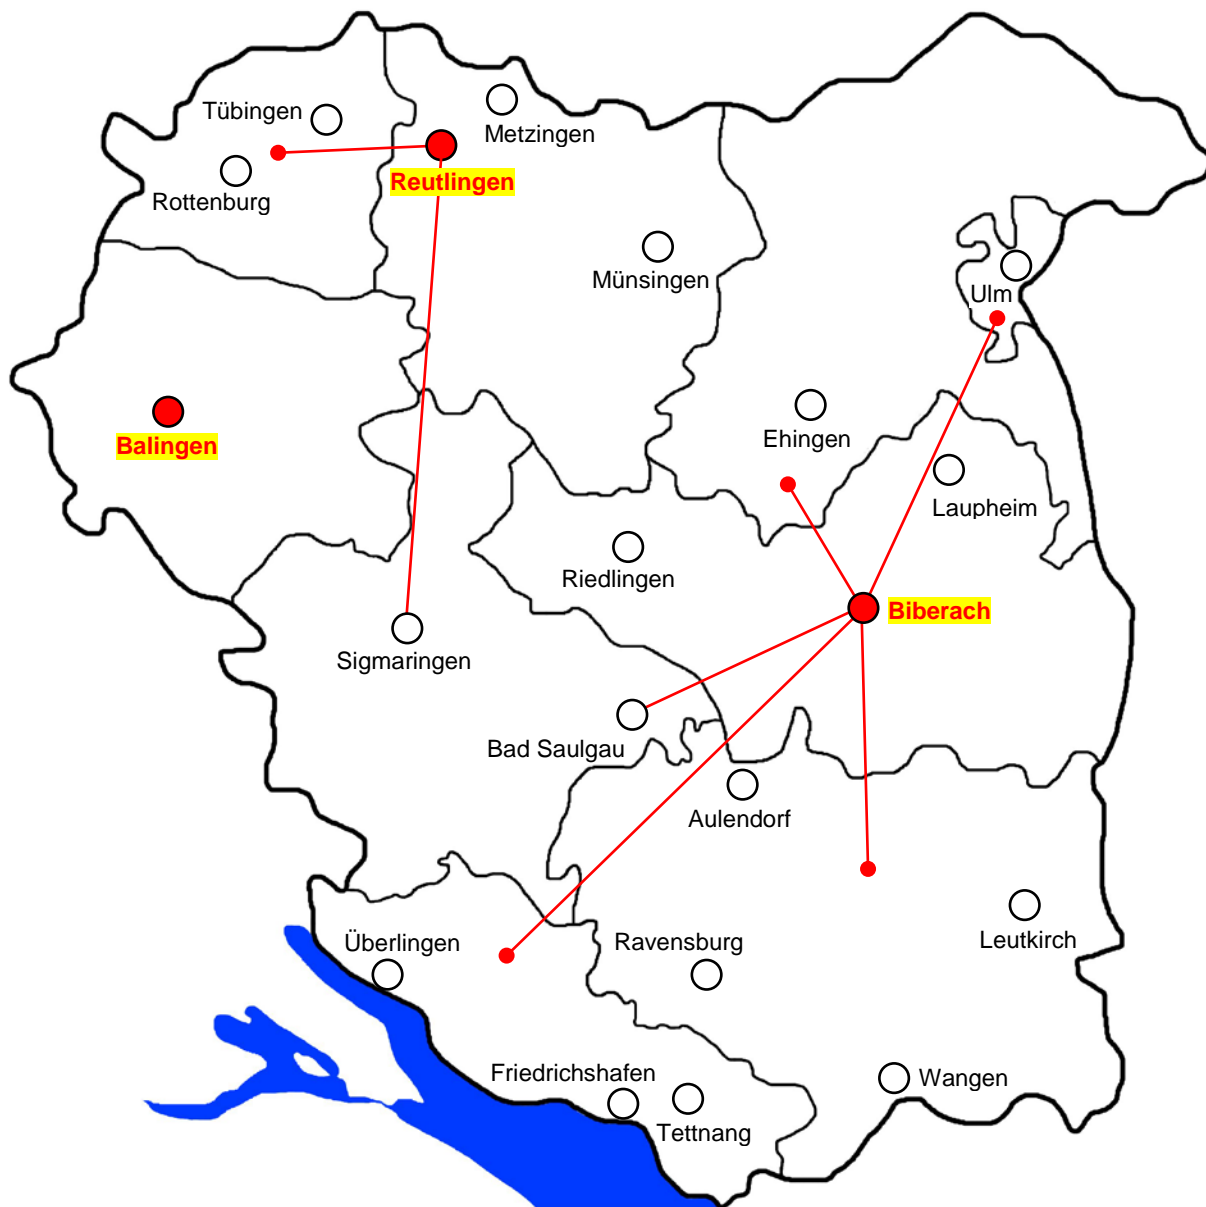 Tübingen
Metzingen
Reutlingen
Rottenburg
Münsingen
Ulm
Balingen
Ehingen
Laupheim
Riedlingen
Biberach
Sigmaringen
Bad Saulgau
Aulendorf
Überlingen
Ravensburg
Leutkirch
Friedrichshafen
Wangen
Tettnang